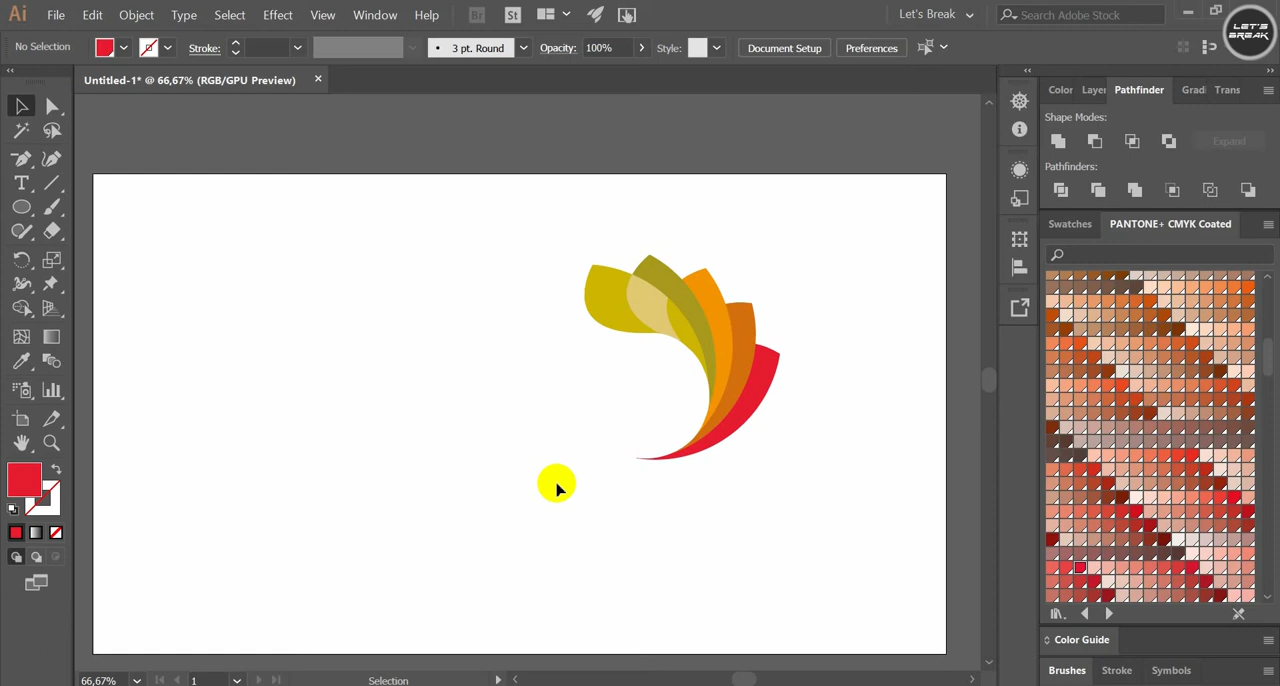 Ai File Edit Object Type Select Effect View Window Help Br St Let's Break Search Adobe Stock
LET'S BREAK
No Selection Stroke: 3 pt. Round Opacity: 100% Style: Document Setup Preferences
Untitled-1* @ 66,67% (RGB/GPU Preview)
Color Layer Pathfinder Gradi Trans
Shape Modes:
Expand
Pathfinders:
Swatches PANTONE+ CMYK Coated
Color Guide
Brushes Stroke Symbols
66,67% 1 Selection